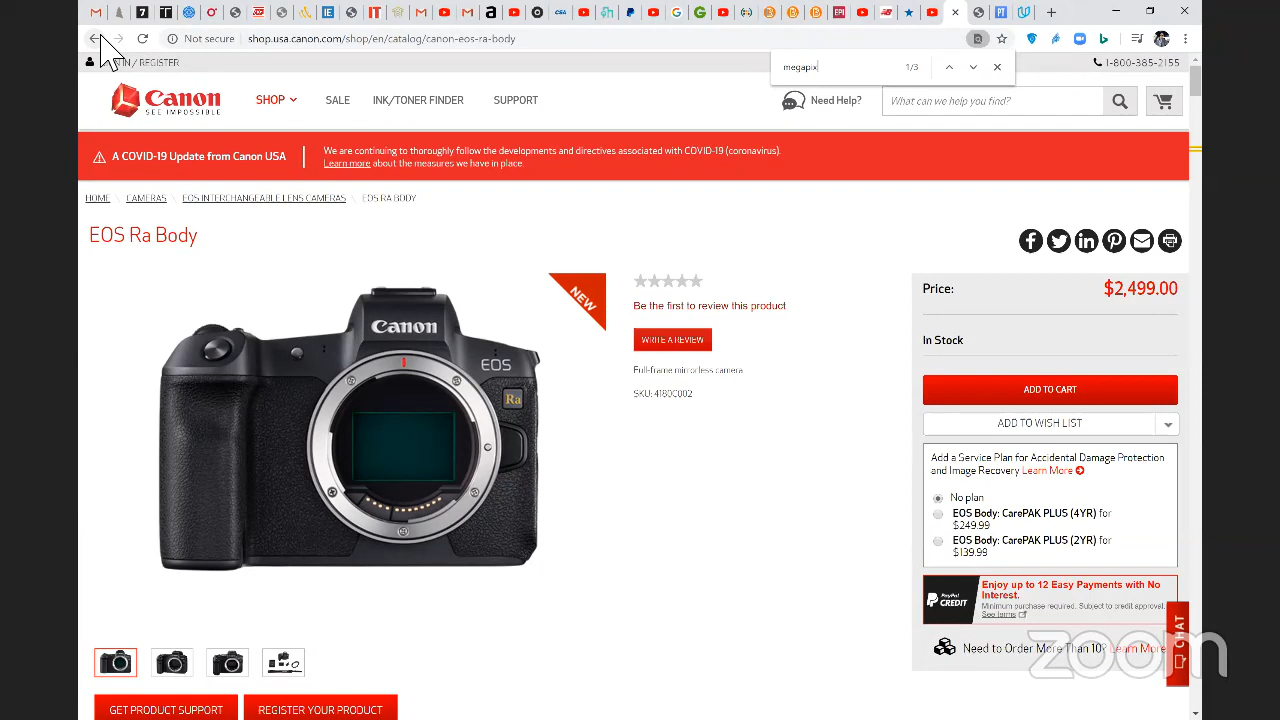 Not secure
shop.usa.canon.com/shop/en/catalog/canon-eos-ra-body
megapix
1/3
/ REGISTER
1-800-385-2155
Canon
SEE IMPOSSIBLE
SHOP
SALE
INK/TONER FINDER
SUPPORT
Need Help?
What can we help you find?
A COVID-19 Update from Canon USA
We are continuing to thoroughly follow the developments and directives associated with COVID-19 (coronavirus).
Learn more about the measures we have in place.
HOME
CAMERAS
EOS INTERCHANGEABLE LENS CAMERAS
EOS RA BODY
EOS Ra Body
NEW
Canon
EOS
Ra
Be the first to review this product
WRITE A REVIEW
Full-frame mirrorless camera
SKU: 4180C002
Price:
$2,499.00
In Stock
ADD TO CART
ADD TO WISH LIST
Add a Service Plan for Accidental Damage Protection
and Image Recovery Learn More
No plan
EOS Body: CarePAK PLUS (4YR) for
$249.99
EOS Body: CarePAK PLUS (2YR) for
$139.99
PayPal
CREDIT
Enjoy up to 12 Easy Payments with No
Interest.
Minimum purchase required. Subject to credit approval.
See terms
Need to Order More Than 10? Learn More
CHAT
zoom
GET PRODUCT SUPPORT
REGISTER YOUR PRODUCT